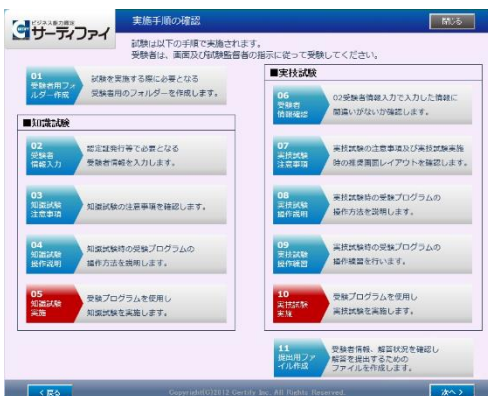 ビジネス能力認定
サーティファイ
実施手順の確認
閉じる
試験は以下の手順で実施されます。
受験者は、画面及び試験監督者の指示に従って受験してください。
01
受験者用フォ
ルダー作成
試験を実施する際に必要となる
受験者用のフォルダーを作成します。
■知識試験
02
受験者
情報入力
認定証発行等で必要となる
受験者情報を入力します。
03
知識試験
注意事項
知識試験の注意事項を確認します。
04
知識試験
操作説明
知識試験時の受験プログラムの
操作方法を説明します。
05
知識試験
実施
受験プログラムを使用し
知識試験を実施します。
■実技試験
06
受験者
情報確認
02受験者情報入力で入力した情報に
間違いがないか確認します。
07
実技試験
注意事項
実技試験の注意事項及び実技試験実施
時の推奨画面レイアウトを確認します。
08
実技試験
操作説明
実技試験時の受験プログラムの
操作方法を説明します。
09
実技試験
操作練習
実技試験時の受験プログラムの
操作練習を行います。
10
実技試験
実施
受験プログラムを使用し
実技試験を実施します。
11
提出用ファ
イル作成
受験者情報、解答状況を確認し
解答を提出するための
ファイルを作成します。
< 戻る
Copyright(C)2012 Certify Inc. All Rights Reserved.
次へ >